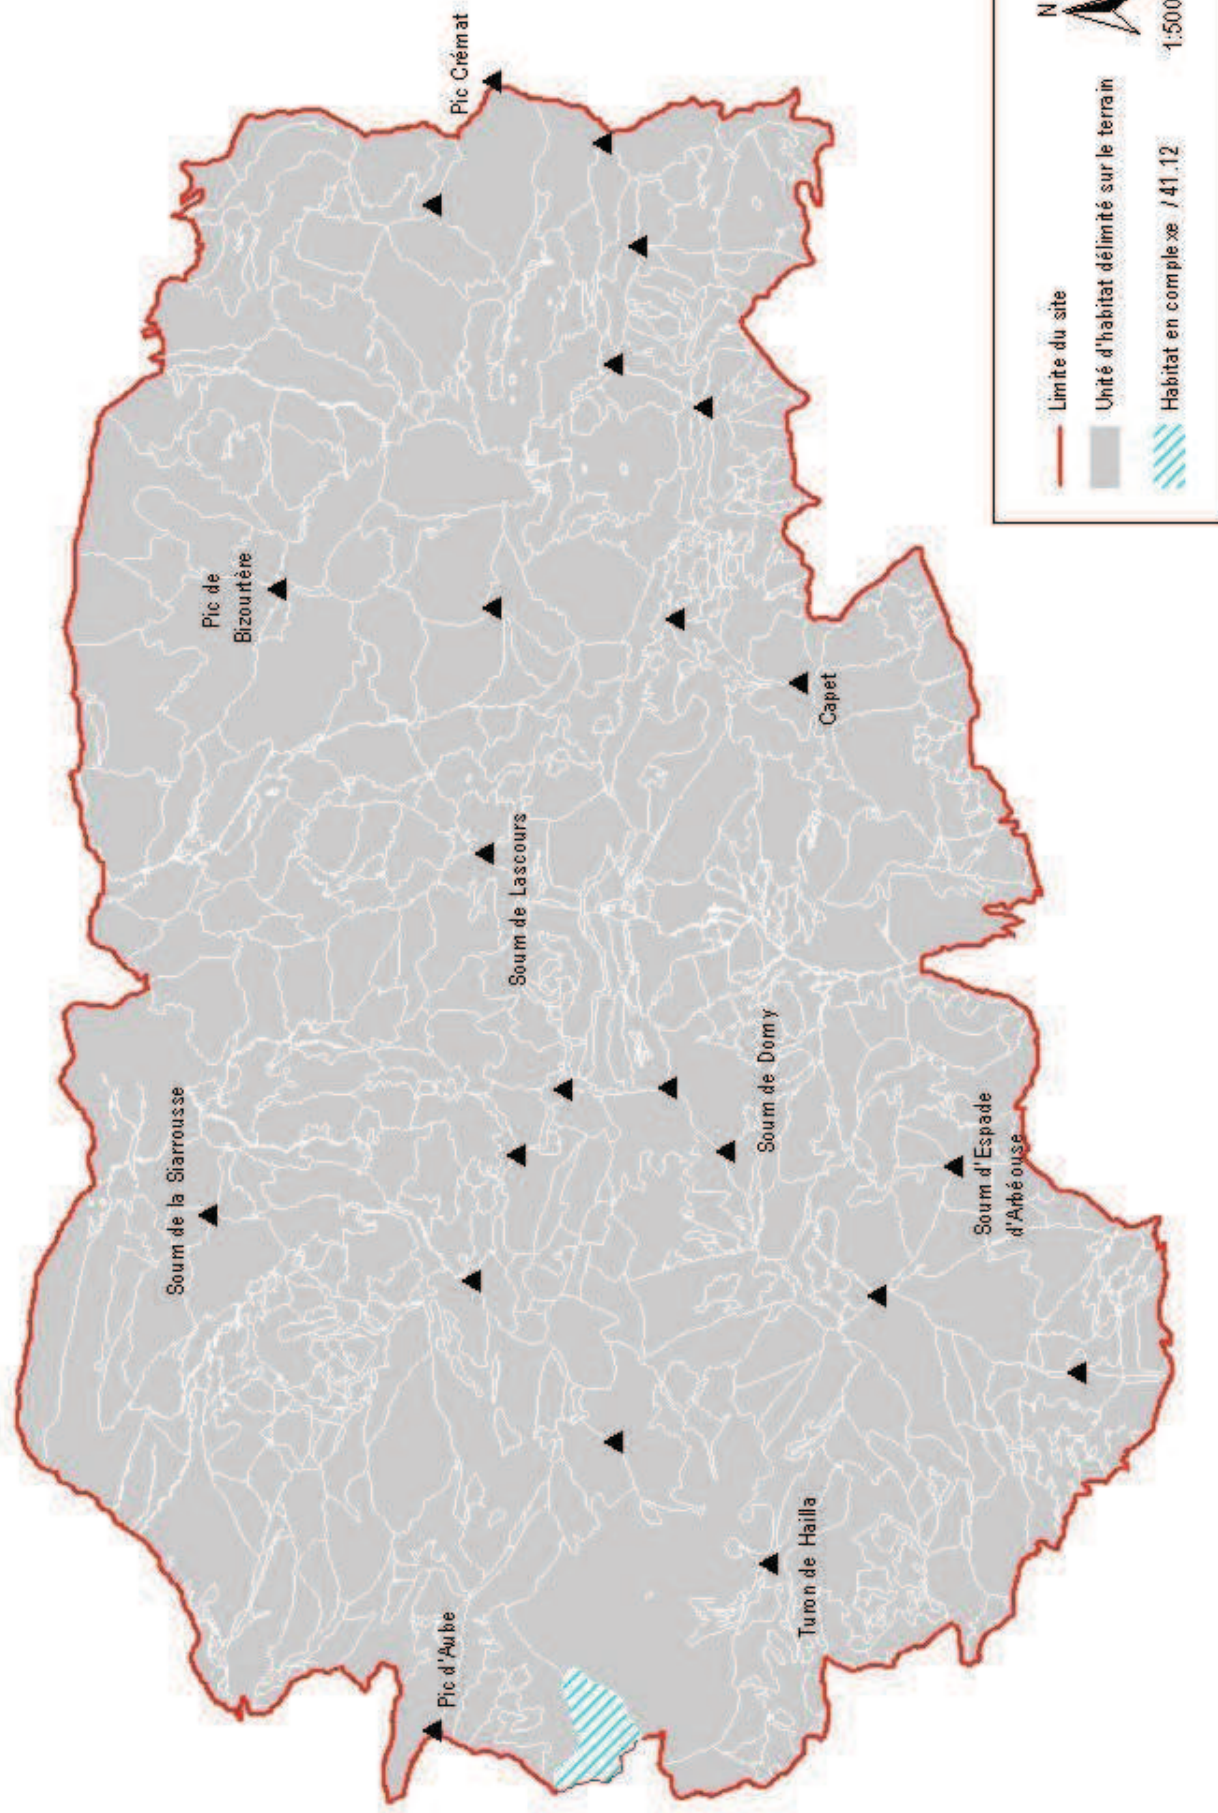 Pic Crémat
Pic de
Bizourtère
Soum de Lascours
Capet
Soum de la Siarrousse
Soum de Domy
Soum d'Espade
d'Arbéouse
Pic d'Aube
Turon de Hailla
N
Limite du site
Unité d'habitat délimité sur le terrain
Habitat en complexe / 41.12
1:500